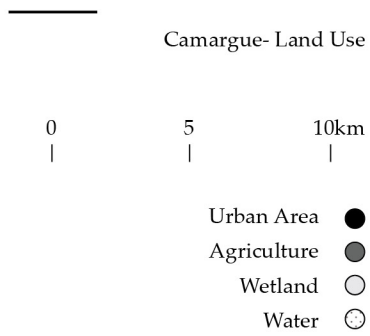 Camargue- Land Use
0 5 10km
Urban Area
Agriculture
Wetland
Water